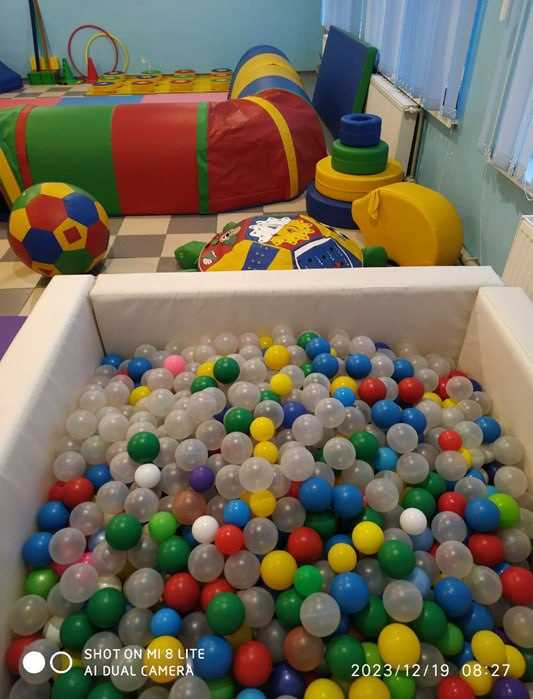 SHOT ON MI 8 LITE
AI DUAL CAMERA
2023/12/19 08:27